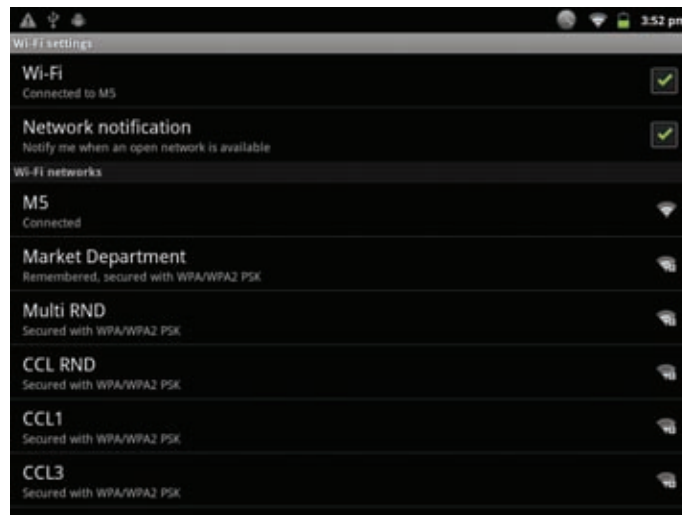 3:52 pm
Wi-Fi settings
Wi-Fi
Connected to M5
Network notification
Notify me when an open network is available
Wi-Fi networks
M5
Connected
Market Department
Remembered, secured with WPA/WPA2 PSK
Multi RND
Secured with WPA/WPA2 PSK
CCL RND
Secured with WPA/WPA2 PSK
CCL1
Secured with WPA/WPA2 PSK
CCL3
Secured with WPA/WPA2 PSK